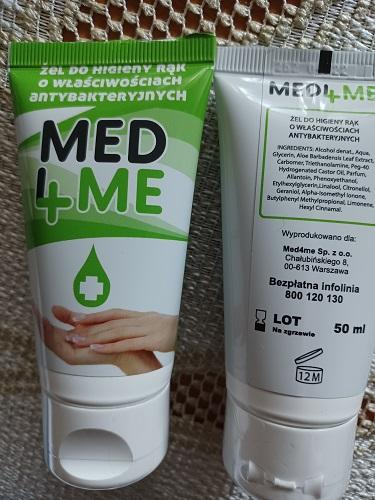 ŻEL DO HIGIENY RĄK
O WŁAŚCIWOŚCIACH
ANTYBAKTERYJNYCH
MED
4ME
MEDI4ME
ŻEL DO HIGIENY RĄK
O WŁAŚCIWOŚCIACH
ANTYBAKTERYJNYCH
INGREDIENTS: Alcohol denat., Aqua,
Glycerin, Aloe Barbadenis Leaf Extract,
Carbomer, Triethanolamine, Peg-40
Hydrogenated Castor Oil, Parfum,
Allantoin, Phenoxyethanol,
Etylhexylglycerin,Linalool, Citronellol,
Geraniol, Alpha-Isomethyl Ionone,
Butylphenyl Methylpropional, Limonene,
Hexyl Cinnamal.
Wyprodukowano dla:
Med4me Sp. z o.o.
Chałubińskiego 8,
00-613 Warszawa
Bezpłatna infolinia
800 120 130
LOT
Na zgrzewie
50 ml
12M